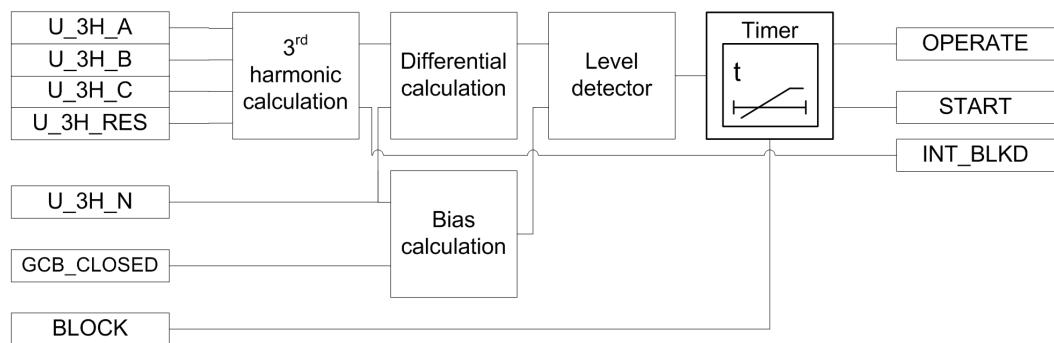 U_3H_A
U_3H_B
U_3H_C
U_3H_RES
U_3H_N
GCB_CLOSED
BLOCK
3rd
harmonic
calculation
Differential
calculation
Bias
calculation
Level
detector
Timer
t
OPERATE
START
INT_BLKD